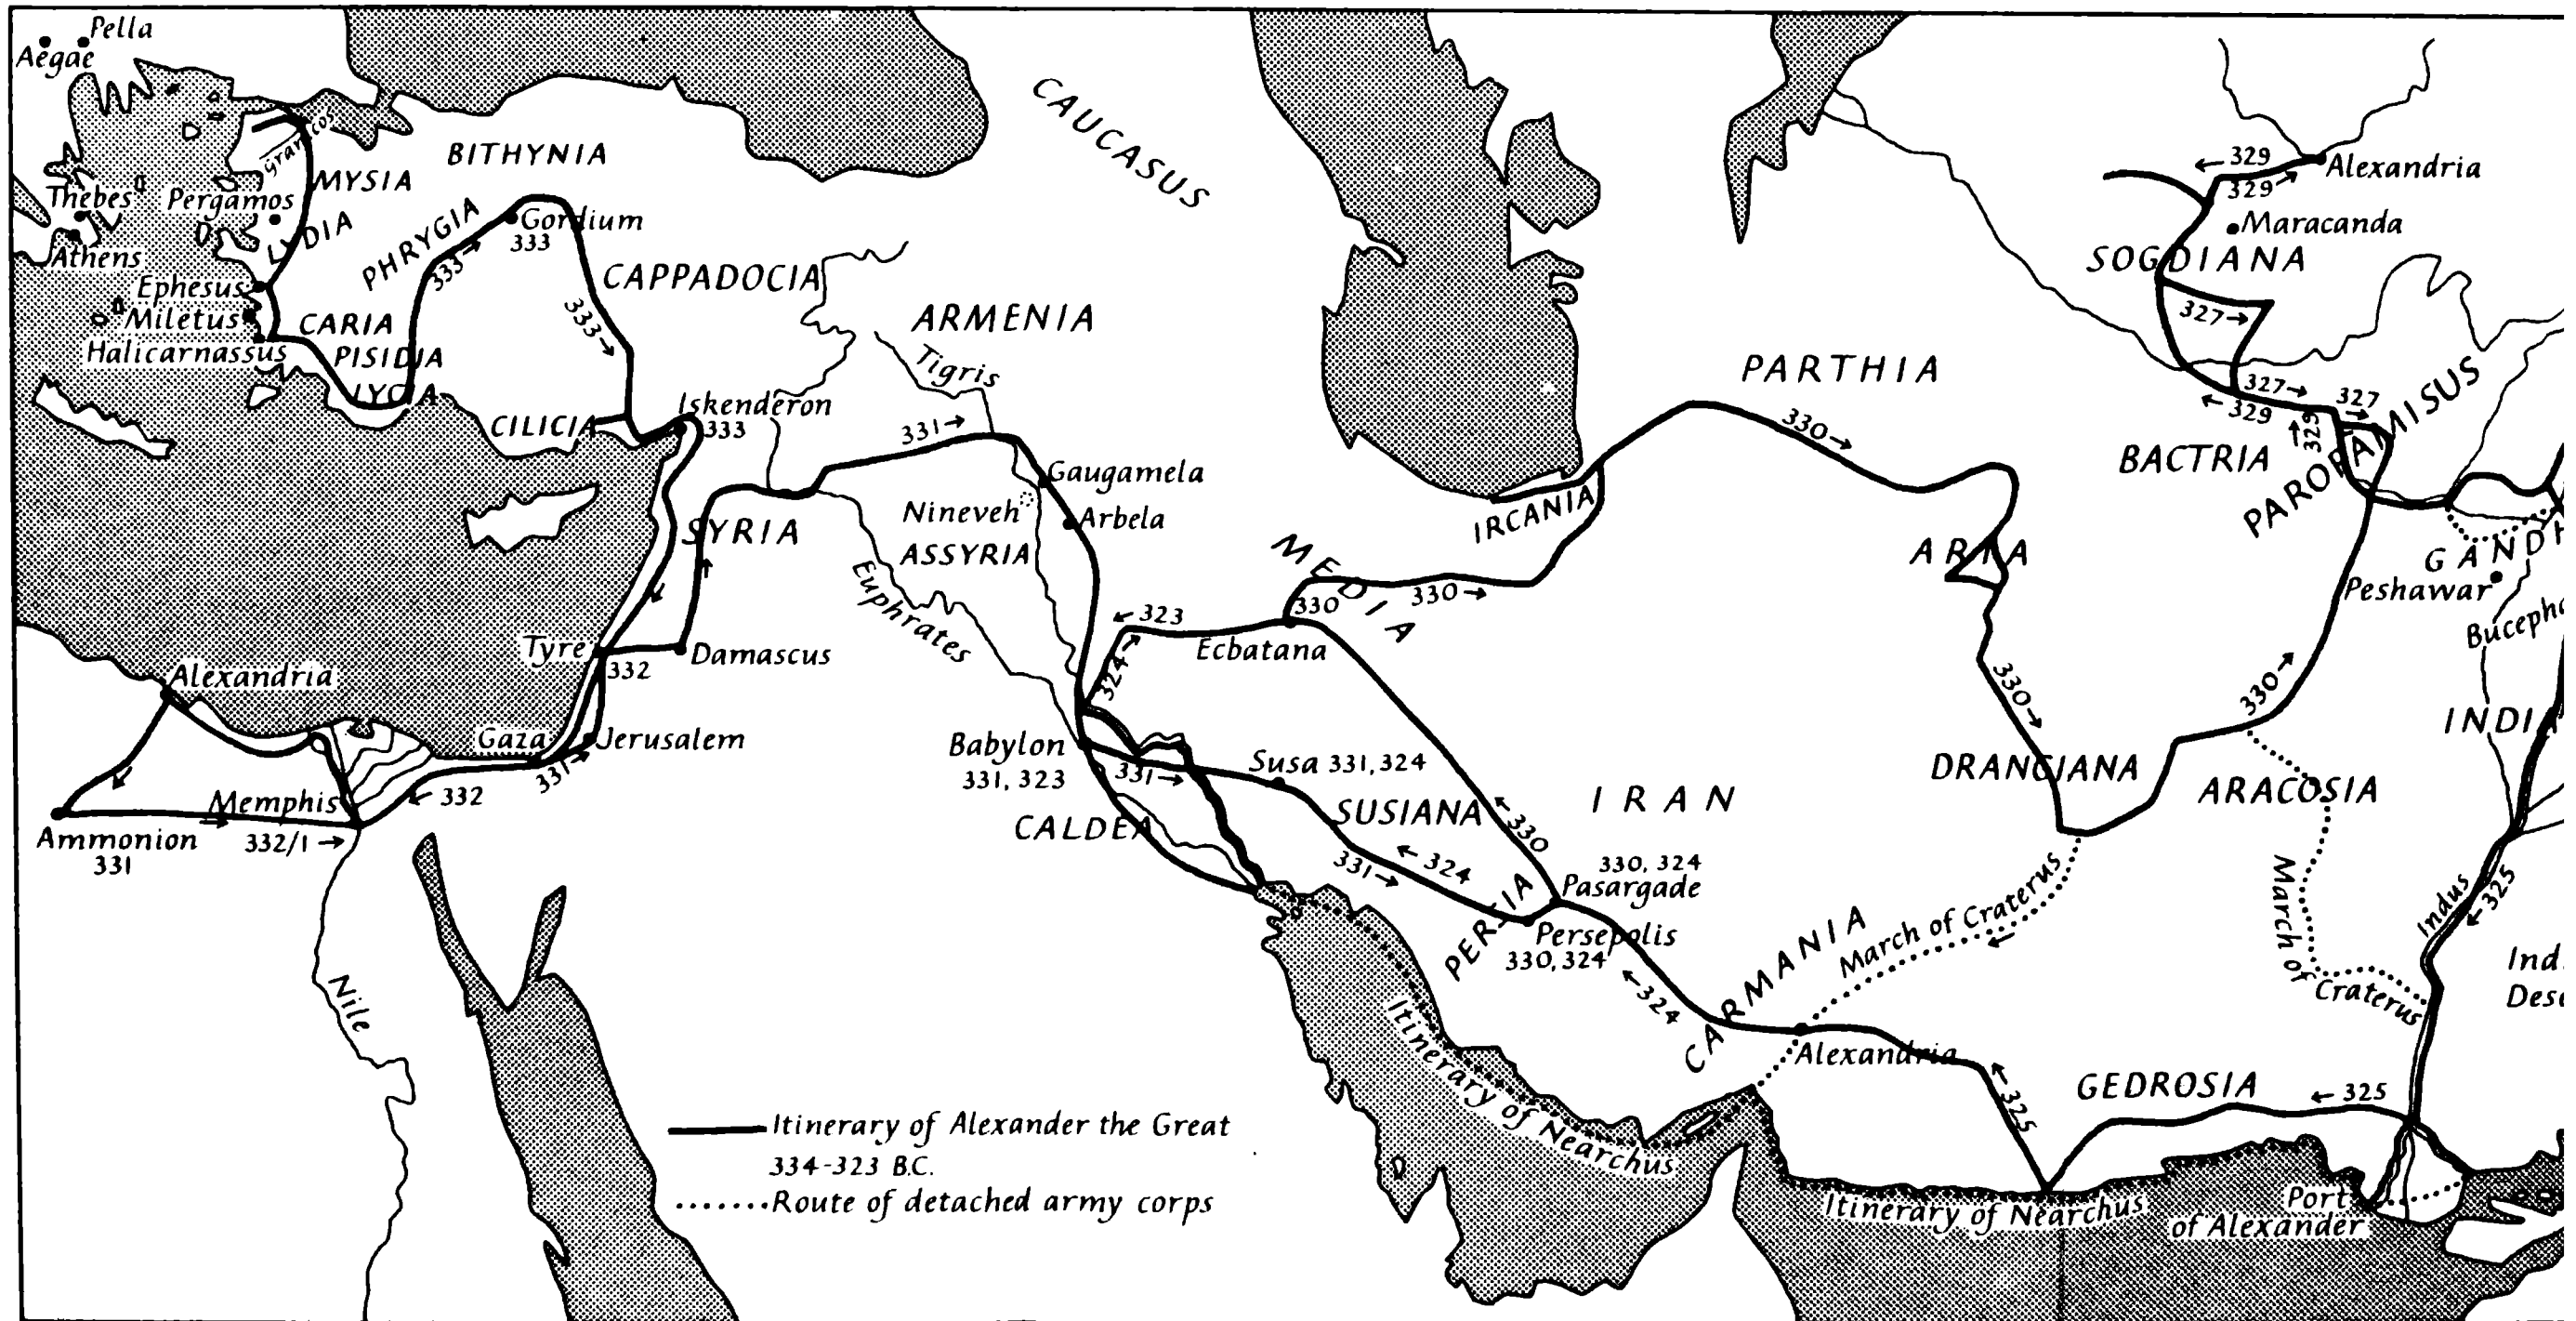 Pella
Aegae
Thebes
Athens
Pergamos
MYSIA
LYDIA
BITHYNIA
PHRYGIA
Gordium
333
333→
333→
CAPPADOCIA
CAUCASUS
ARMENIA
Tigris
Ephesus
Miletus
Halicarnassus
CARIA
PISIDIA
LYCIA
CILICIA
Iskenderon
333
331→
Gaugamela
Nineveh
Arbela
ASSYRIA
SYRIA
Euphrates
Tyre
332
Damascus
Alexandria
Gaza
Jerusalem
331→
←332
Memphis
332/1→
Ammonion
331
Nile
←323
324→
Ecbatana
330
330→
MEDIA
IRCANIA
PARTHIA
330→
ARIA
330→
DRANGIANA
330→
ARACOSIA
Babylon
331, 323
331→
Susa 331, 324
SUSIANA
CALDEA
IRAN
←330
331→
←324
330, 324
Pasargade
PERSIA
Persepolis
330, 324
←324
CARMANIA
Alexandria
March of Craterus
March of
Craterus
←325
GEDROSIA
←325
Indus
←325
Itinerary of Nearchus
Itinerary of Nearchus
Port
of Alexander
←329
329→
Alexandria
Maracanda
SOGDIANA
327→
327→
←329
327
329→
BACTRIA
PAROPAMISUS
GANDH
Peshawar
Bucepha
INDIA
Ind.
Dese
Itinerary of Alexander the Great
334-323 B.C.
Route of detached army corps